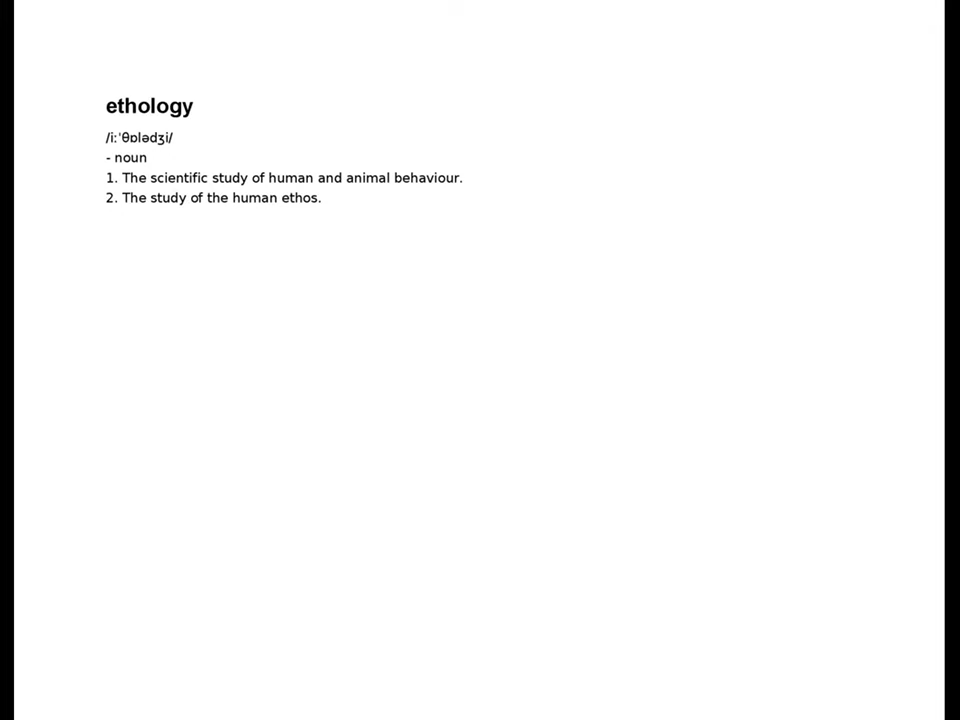 ethology
/iːˈθɒlədʒi/
- noun
1. The scientific study of human and animal behaviour.
2. The study of the human ethos.